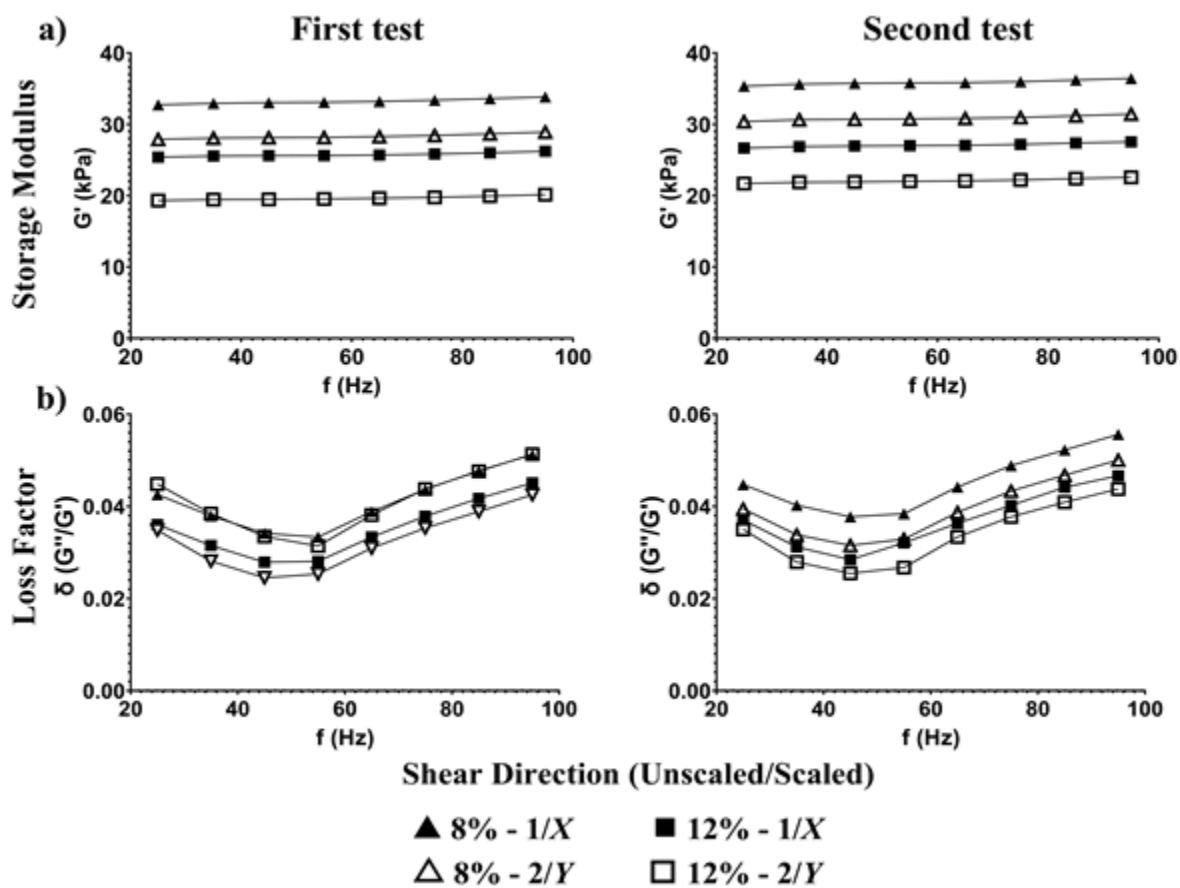 a) First test Second test
Storage Modulus
G' (kPa)
40
30
20
10
0
20 40 60 80 100
f (Hz)
G' (kPa)
40
30
20
10
0
20 40 60 80 100
f (Hz)
b)
Loss Factor
δ (G''/G')
0.06
0.04
0.02
0.00
20 40 60 80 100
f (Hz)
δ (G''/G')
0.06
0.04
0.02
0.00
20 40 60 80 100
f (Hz)
Shear Direction (Unscaled/Scaled)
8% - 1/X 12% - 1/X
8% - 2/Y 12% - 2/Y